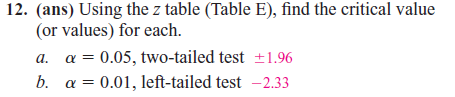 12. (ans) Using the z table (Table E), find the critical value
(or values) for each.
a. α = 0.05, two-tailed test ±1.96
b. α = 0.01, left-tailed test −2.33